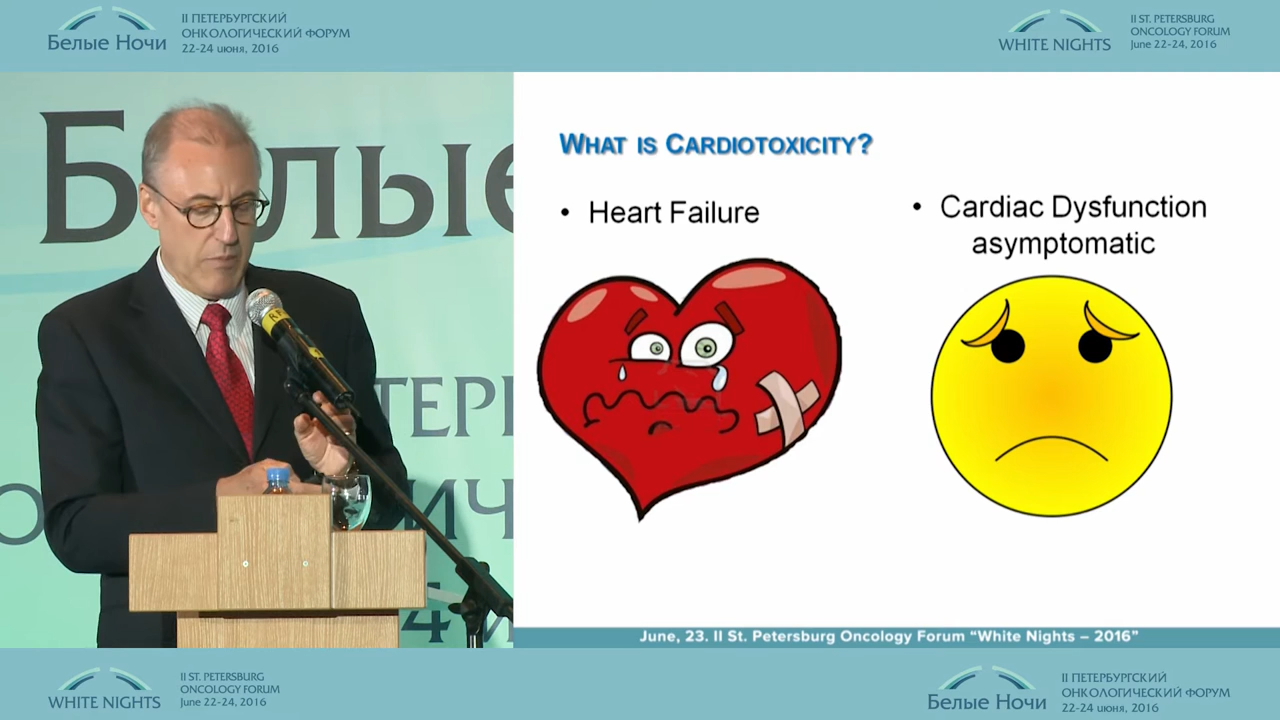 Белые Ночи
II ПЕТЕРБУРГСКИЙ
ОНКОЛОГИЧЕСКИЙ ФОРУМ
22-24 июня, 2016
WHITE NIGHTS
II ST. PETERSBURG
ONCOLOGY FORUM
June 22-24, 2016
Белые
ТЕР
О
ИЧ
4 и
WHAT IS CARDIOTOXICITY?
• Heart Failure
• Cardiac Dysfunction
asymptomatic
June, 23. II St. Petersburg Oncology Forum “White Nights – 2016”
WHITE NIGHTS
II ST. PETERSBURG
ONCOLOGY FORUM
June 22-24, 2016
Белые Ночи
II ПЕТЕРБУРГСКИЙ
ОНКОЛОГИЧЕСКИЙ ФОРУМ
22-24 июня, 2016